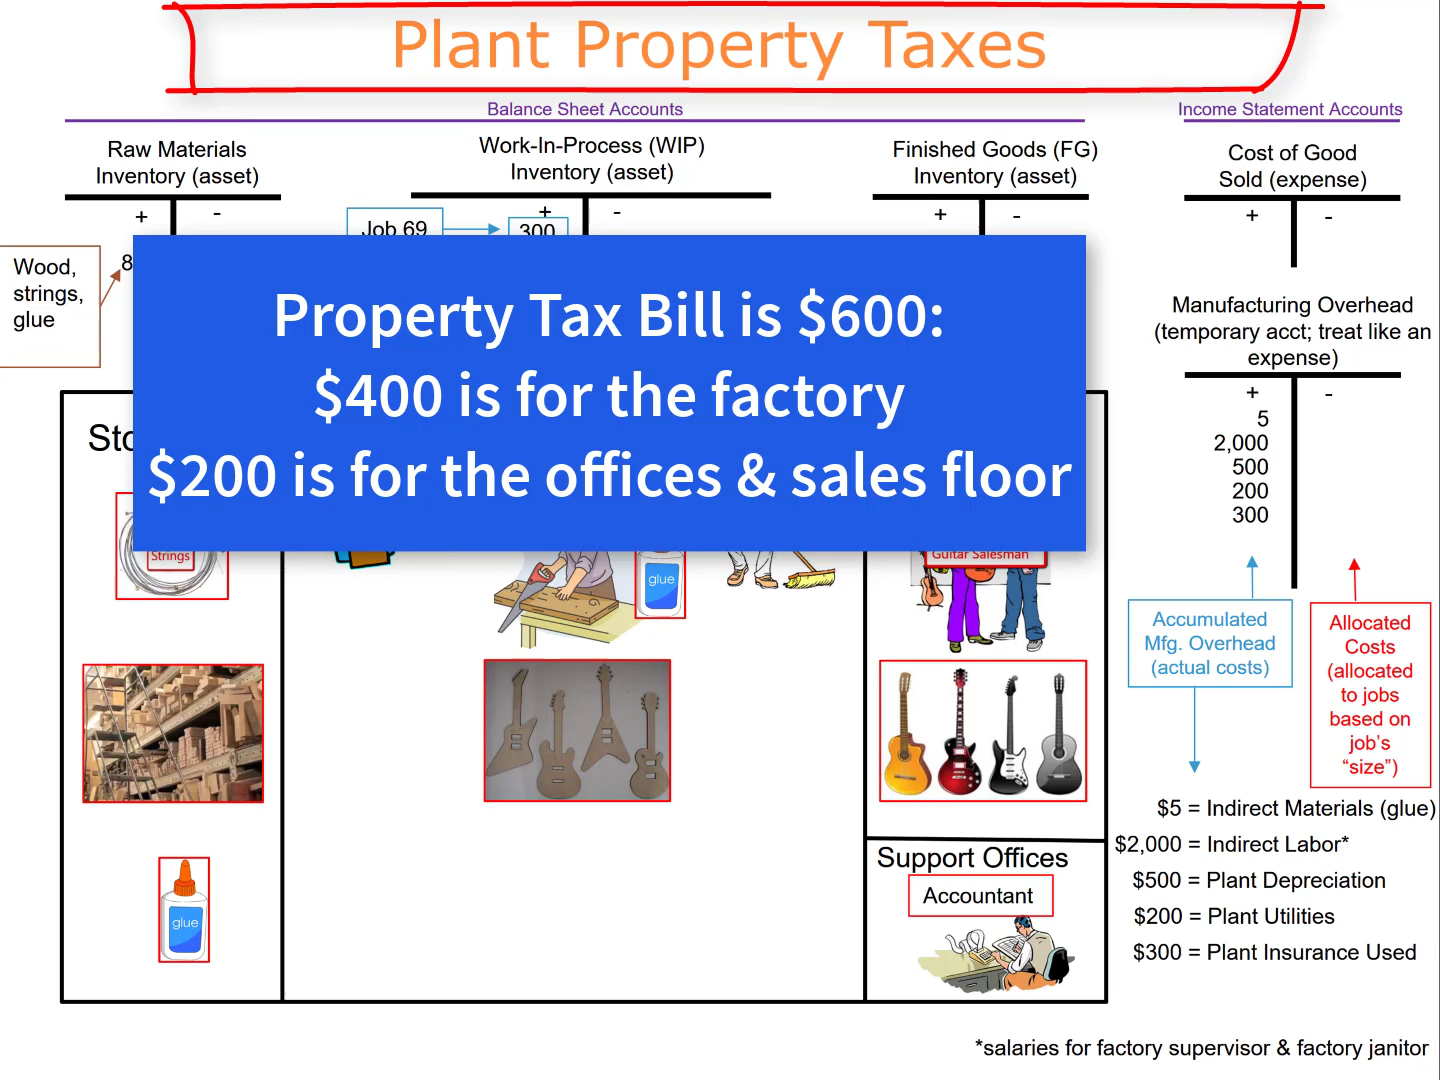 Plant Property Taxes
Balance Sheet Accounts
Income Statement Accounts
Raw Materials
Inventory (asset)
+ -
Work-In-Process (WIP)
Inventory (asset)
+ -
Job 69
300
Finished Goods (FG)
Inventory (asset)
+ -
Cost of Good
Sold (expense)
+ -
Wood,
strings,
glue
8
Property Tax Bill is $600:
$400 is for the factory
$200 is for the offices & sales floor
Manufacturing Overhead
(temporary acct; treat like an
expense)
+ -
5
2,000
500
200
300
Strings
glue
Guitar Salesman
Accumulated
Mfg. Overhead
(actual costs)
Allocated
Costs
(allocated
to jobs
based on
job’s
“size”)
glue
Support Offices
Accountant
$5 = Indirect Materials (glue)
$2,000 = Indirect Labor*
$500 = Plant Depreciation
$200 = Plant Utilities
$300 = Plant Insurance Used
*salaries for factory supervisor & factory janitor